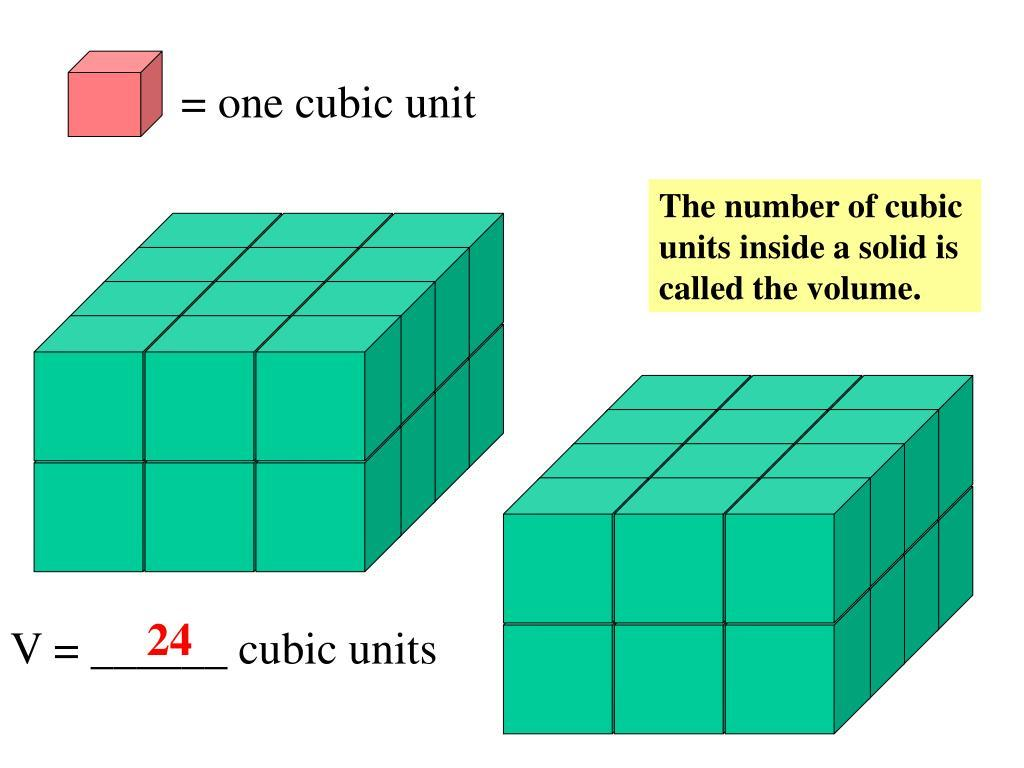 = one cubic unit
The number of cubic
units inside a solid is
called the volume.
V = ______ cubic units
24